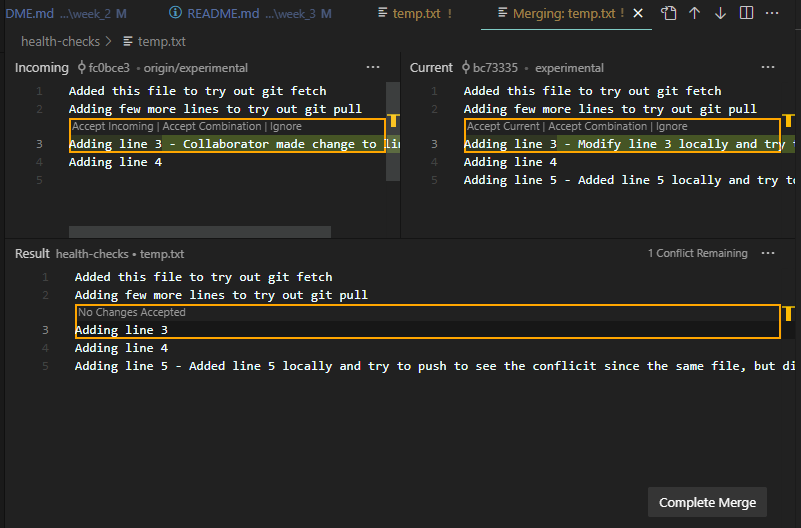 DME.md ...\week_2 M README.md ...\week_3 M temp.txt ! Merging: temp.txt !
health-checks > temp.txt
Incoming fc0bce3 • origin/experimental
1 Added this file to try out git fetch
2 Adding few more lines to try out git pull
Accept Incoming | Accept Combination | Ignore
3 Adding line 3 - Collaborator made change to lin
4 Adding line 4
5
Current bc73335 • experimental
1 Added this file to try out git fetch
2 Adding few more lines to try out git pull
Accept Current | Accept Combination | Ignore
3 Adding line 3 - Modify line 3 locally and try
4 Adding line 4
5 Adding line 5 - Added line 5 locally and try to
Result health-checks • temp.txt 1 Conflict Remaining
1 Added this file to try out git fetch
2 Adding few more lines to try out git pull
No Changes Accepted
3 Adding line 3
4 Adding line 4
5 Adding line 5 - Added line 5 locally and try to push to see the conflicit since the same file, but di
Complete Merge